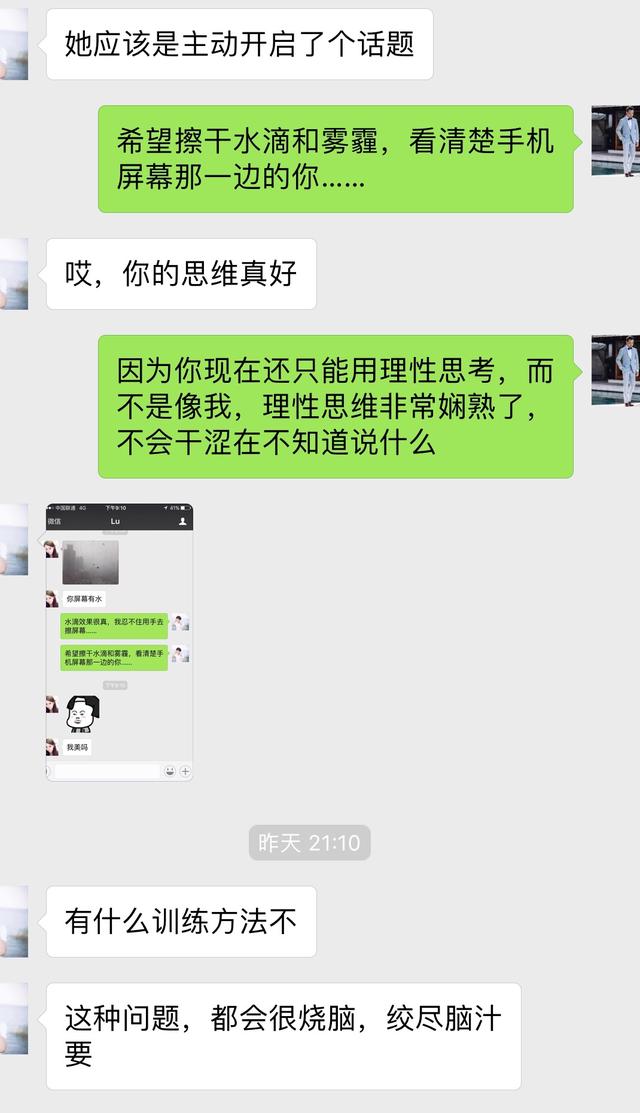 她应该是主动开启了个话题
希望擦干水滴和雾霾，看清楚手机
屏幕那一边的你……
哎，你的思维真好
因为你现在还只能用理性思考，而
不是像我，理性思维非常娴熟了，
不会干涩在不知道说什么
中国联通 4G 下午9:10 41%
微信 Lu
你屏幕有水
水滴效果很真，我忍不住用手去
擦屏幕……
希望擦干水滴和雾霾，看清楚手
机屏幕那一边的你……
下午9:10
我美吗
昨天 21:10
有什么训练方法不
这种问题，都会很烧脑，绞尽脑汁
要